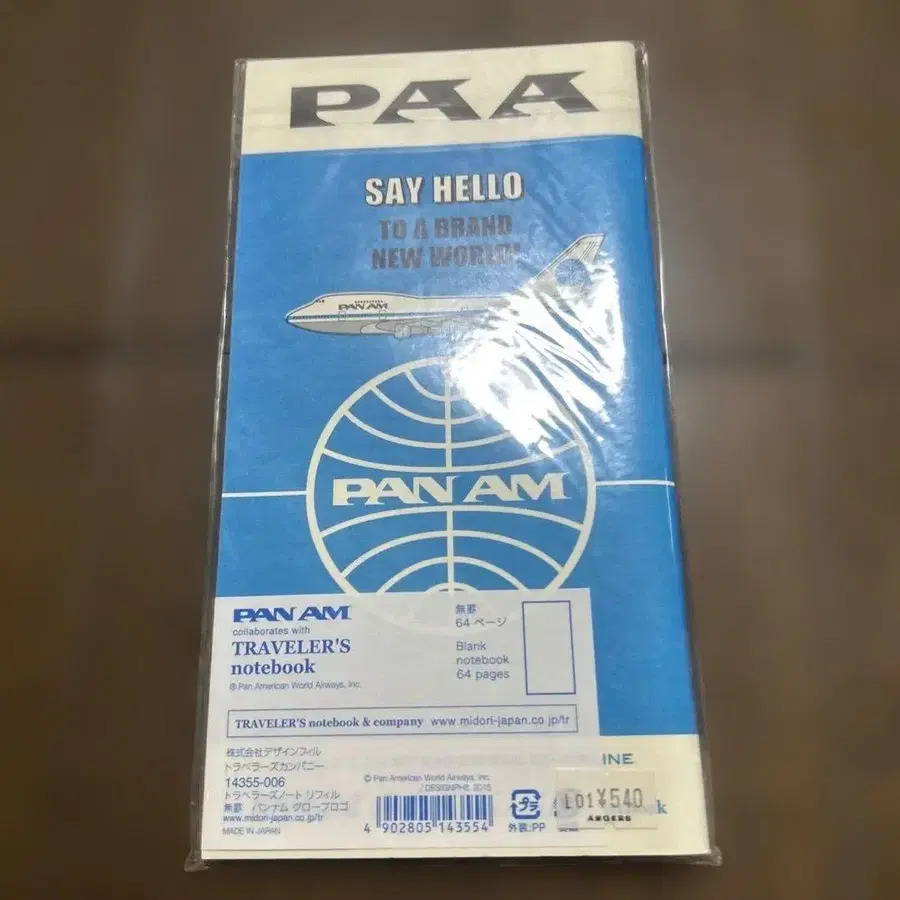 PAA
SAY HELLO
TO A BRAND
NEW WORLD!
PAN AM
PAN AM
PAN AM
collaborates with
TRAVELER'S
notebook
® Pan American World Airways, Inc.
無罫
64 ページ
Blank
notebook
64 pages
TRAVELER'S notebook & company www.midori-japan.co.jp/tr
株式会社デザインフィル
トラベラーズカンパニー
14355-006
トラベラーズノート リフィル
無罫 パンナム グローブロゴ
www.midori-japan.co.jp/tr
MADE IN JAPAN
© Pan American World Airways, Inc.
/ DESIGNPHIL 2015
4 902805 143554
プラ
外装:PP
INE
L01¥540
ANGERS
k